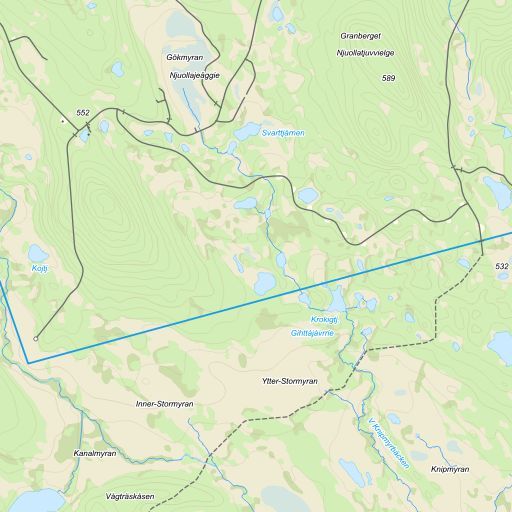 Granberget
Njuollatjuvvielge
589
Gökmyran
Njuollajeäggie
552
Svarttjärnen
Kojtj
532
Krokigtj
Gihttájávrrie
Ytter-Stormyran
Inner-Stormyran
V Knipmyrbäcken
Kanalmyran
Knipmyran
Vägträskåsen